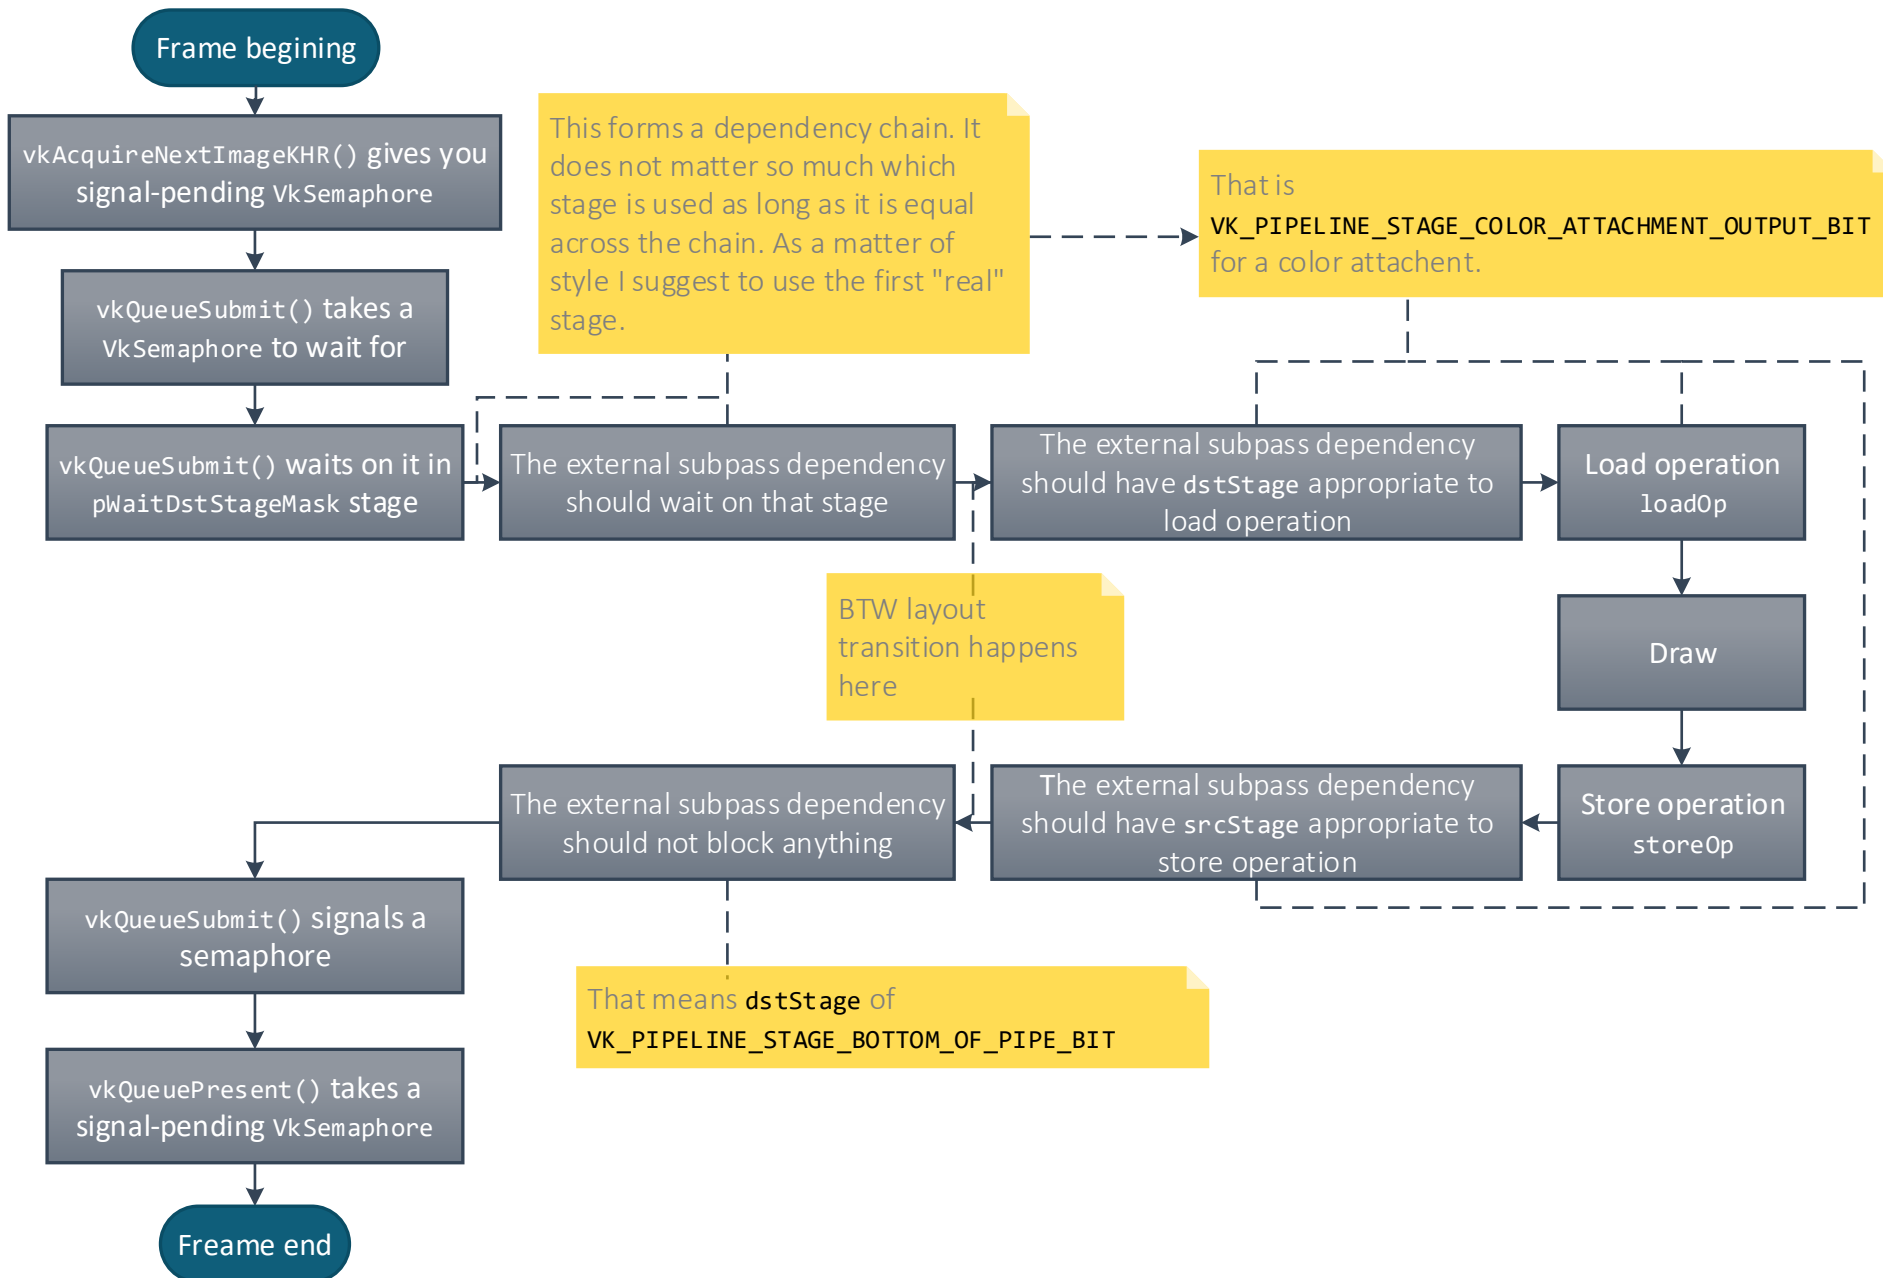 Frame begining
vkAcquireNextImageKHR() gives you
signal-pending VkSemaphore
vkQueueSubmit() takes a
VkSemaphore to wait for
vkQueueSubmit() waits on it in
pWaitDstStageMask stage
This forms a dependency chain. It
does not matter so much which
stage is used as long as it is equal
across the chain. As a matter of
style I suggest to use the first "real"
stage.
That is
VK_PIPELINE_STAGE_COLOR_ATTACHMENT_OUTPUT_BIT
for a color attachent.
The external subpass dependency
should wait on that stage
The external subpass dependency
should have dstStage appropriate to
load operation
Load operation
loadOp
BTW layout
transition happens
here
Draw
Store operation
storeOp
The external subpass dependency
should have srcStage appropriate to
store operation
The external subpass dependency
should not block anything
That means dstStage of
VK_PIPELINE_STAGE_BOTTOM_OF_PIPE_BIT
vkQueueSubmit() signals a
semaphore
vkQueuePresent() takes a
signal-pending VkSemaphore
Freame end